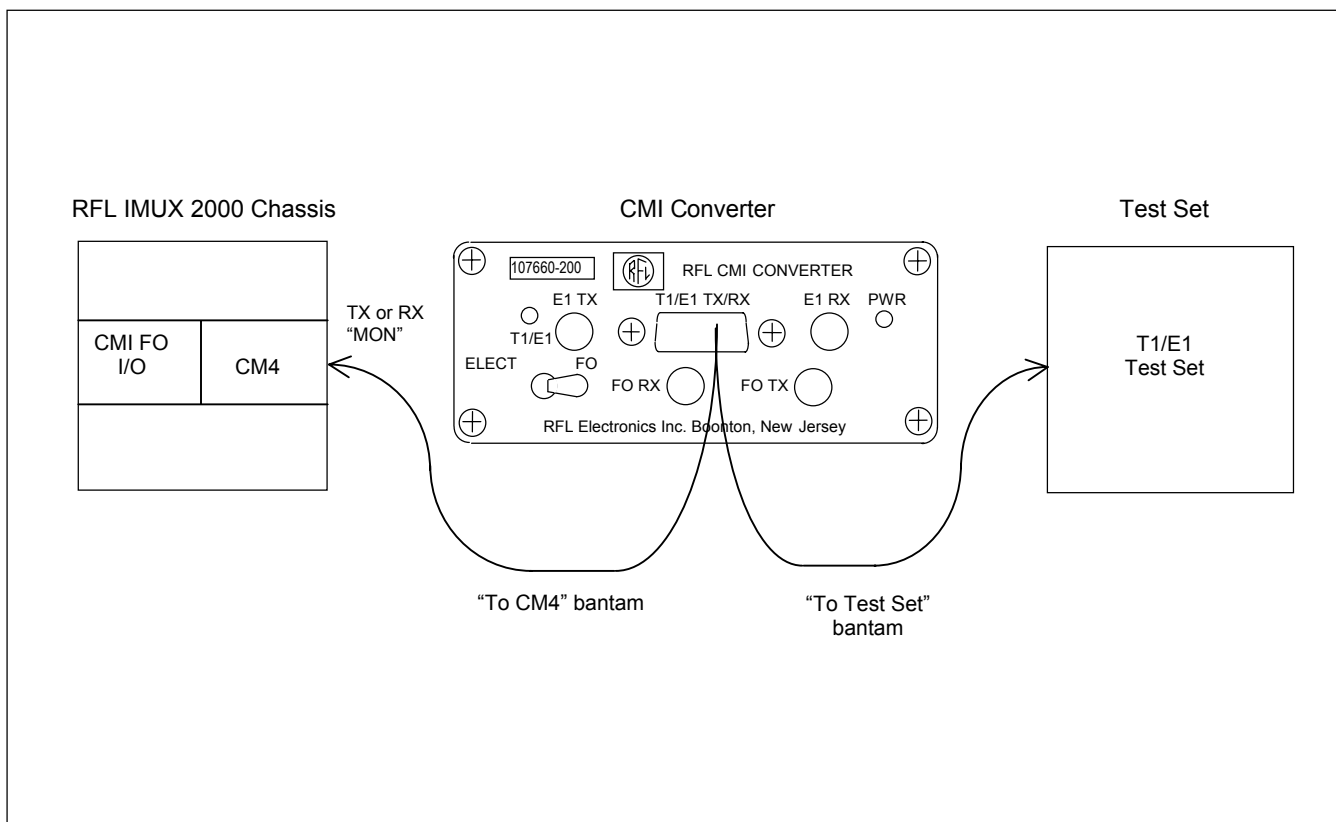 RFL IMUX 2000 Chassis
CMI Converter
Test Set
107660-200
RFL
RFL CMI CONVERTER
E1 TX
T1/E1 TX/RX
E1 RX
PWR
T1/E1
ELECT
FO
FO RX
FO TX
RFL Electronics Inc. Boonton, New Jersey
TX or RX
“MON”
CMI FO
I/O
CM4
T1/E1
Test Set
“To CM4” bantam
“To Test Set”
bantam